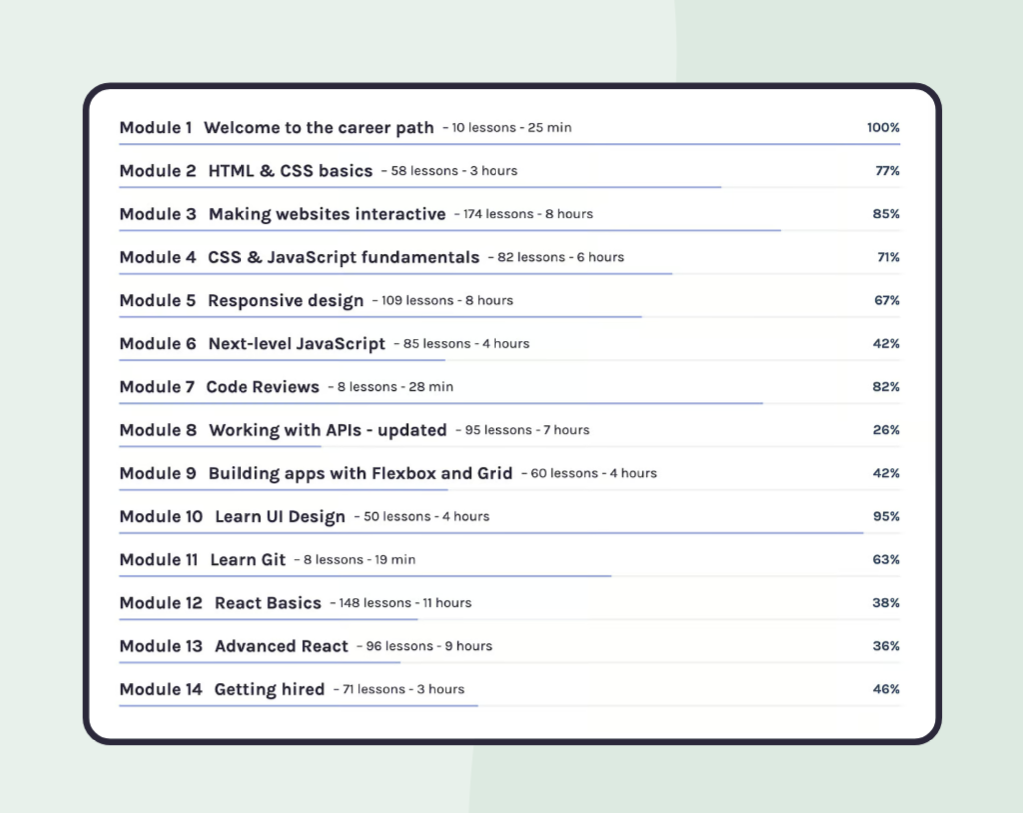 Module 1 Welcome to the career path - 10 lessons - 25 min 100%
Module 2 HTML & CSS basics - 58 lessons - 3 hours 77%
Module 3 Making websites interactive - 174 lessons - 8 hours 85%
Module 4 CSS & JavaScript fundamentals - 82 lessons - 6 hours 71%
Module 5 Responsive design - 109 lessons - 8 hours 67%
Module 6 Next-level JavaScript - 85 lessons - 4 hours 42%
Module 7 Code Reviews - 8 lessons - 28 min 82%
Module 8 Working with APIs - updated - 95 lessons - 7 hours 26%
Module 9 Building apps with Flexbox and Grid - 60 lessons - 4 hours 42%
Module 10 Learn UI Design - 50 lessons - 4 hours 95%
Module 11 Learn Git - 8 lessons - 19 min 63%
Module 12 React Basics - 148 lessons - 11 hours 38%
Module 13 Advanced React - 96 lessons - 9 hours 36%
Module 14 Getting hired - 71 lessons - 3 hours 46%